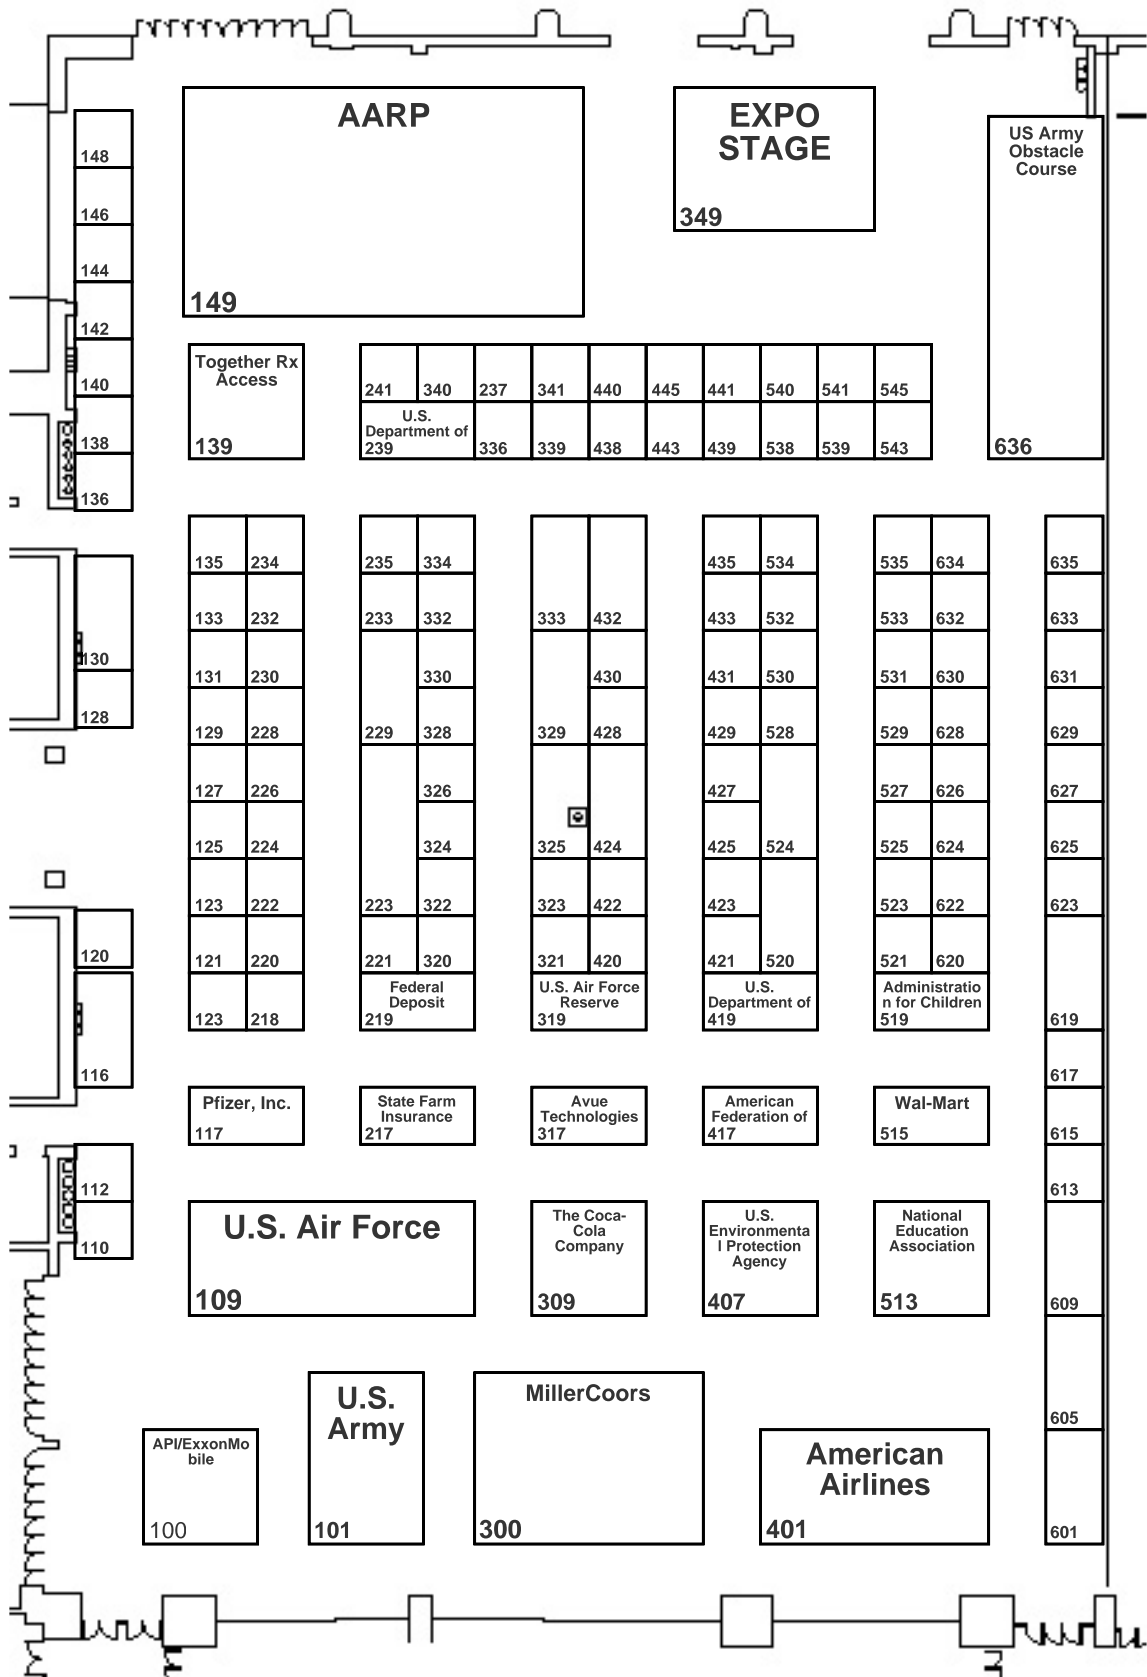 AARP
149
EXPO
STAGE
349
US Army
Obstacle
Course
636
148
146
144
142
140
138
136
130
128
120
116
112
110
Together Rx
Access
139
241 340 237 341 440 445 441 540 541 545
U.S.
Department of
239 336 339 438 443 439 538 539 543
135 234 235 334 435 534 535 634 635
133 232 233 332 333 432 433 532 533 632 633
131 230 330 430 431 530 531 630 631
129 228 229 328 329 428 429 528 529 628 629
127 226 326 427 527 626 627
125 224 324 325 424 425 524 525 624 625
123 222 223 322 323 422 423 523 622 623
121 220 221 320 321 420 421 520 521 620
123 218
Federal
Deposit
219
U.S. Air Force
Reserve
319
U.S.
Department of
419
Administratio
n for Children
519
619
617
Pfizer, Inc.
117
State Farm
Insurance
217
Avue
Technologies
317
American
Federation of
417
Wal-Mart
515
615
613
U.S. Air Force
109
The Coca-
Cola
Company
309
U.S.
Environmenta
l Protection
Agency
407
National
Education
Association
513
609
605
API/ExxonMo
bile
100
U.S.
Army
101
MillerCoors
300
American
Airlines
401
601